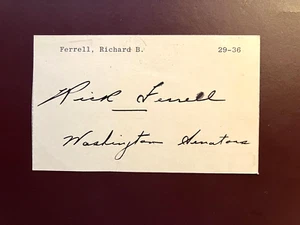 Ferrell, Richard B. 29-36
Rick Ferrell
Washington Senators